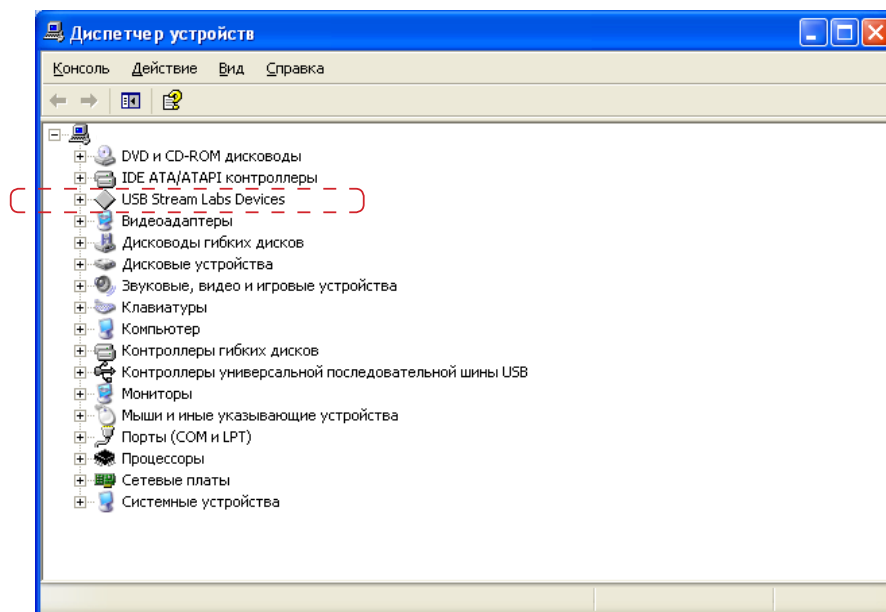 Диспетчер устройств
Консоль Действие Вид Справка
DVD и CD-ROM дисководы
IDE ATA/ATAPI контроллеры
USB Stream Labs Devices
Видеоадаптеры
Дисководы гибких дисков
Дисковые устройства
Звуковые, видео и игровые устройства
Клавиатуры
Компьютер
Контроллеры гибких дисков
Контроллеры универсальной последовательной шины USB
Мониторы
Мыши и иные указывающие устройства
Порты (COM и LPT)
Процессоры
Сетевые платы
Системные устройства